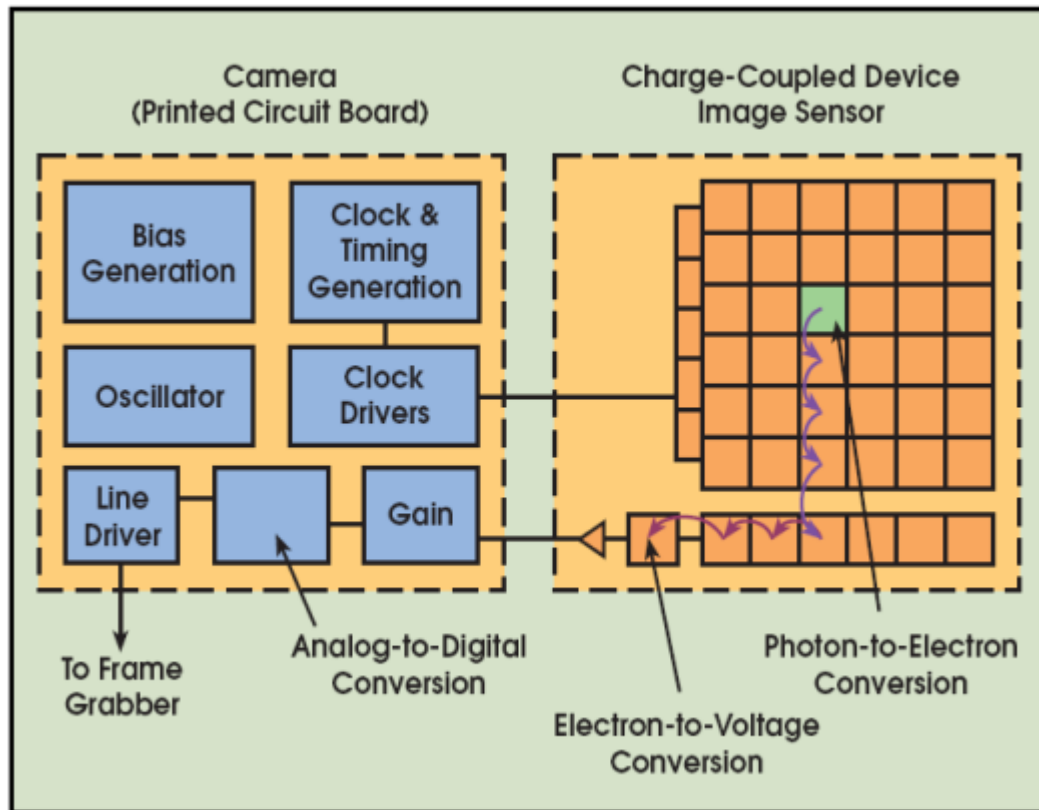 Camera
(Printed Circuit Board)
Charge-Coupled Device
Image Sensor
Bias
Generation
Clock &
Timing
Generation
Oscillator
Clock
Drivers
Line
Driver
Gain
To Frame
Grabber
Analog-to-Digital
Conversion
Electron-to-Voltage
Conversion
Photon-to-Electron
Conversion